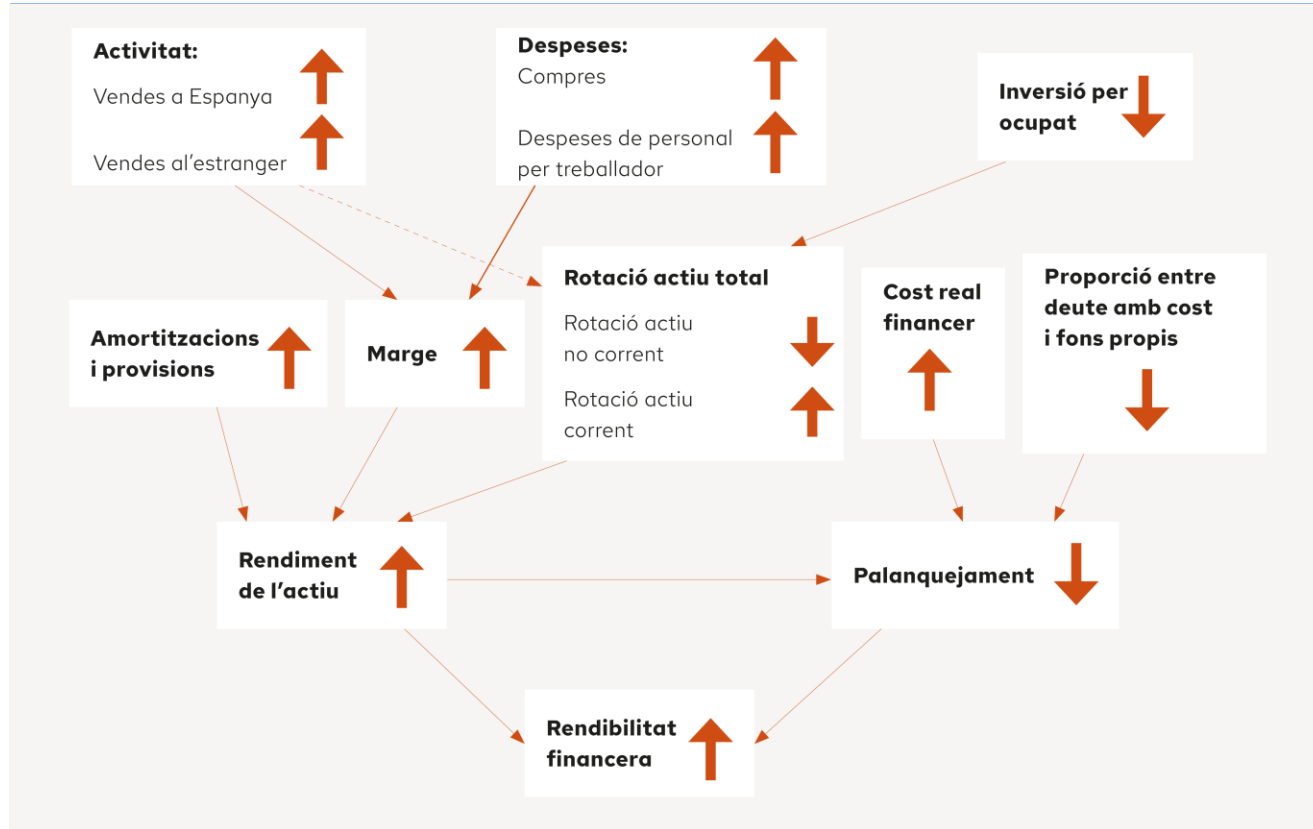 Activitat:
Vendes a Espanya
Vendes al’estranger
Despeses:
Compres
Despeses de personal
per treballador
Inversió per
ocupat
Amortitzacions
i provisions
Marge
Rotació actiu total
Rotació actiu
no corrent
Rotació actiu
corrent
Cost real
financer
Proporció entre
deute amb cost
i fons propis
Rendiment
de l’actiu
Palanquejament
Rendibilitat
financera